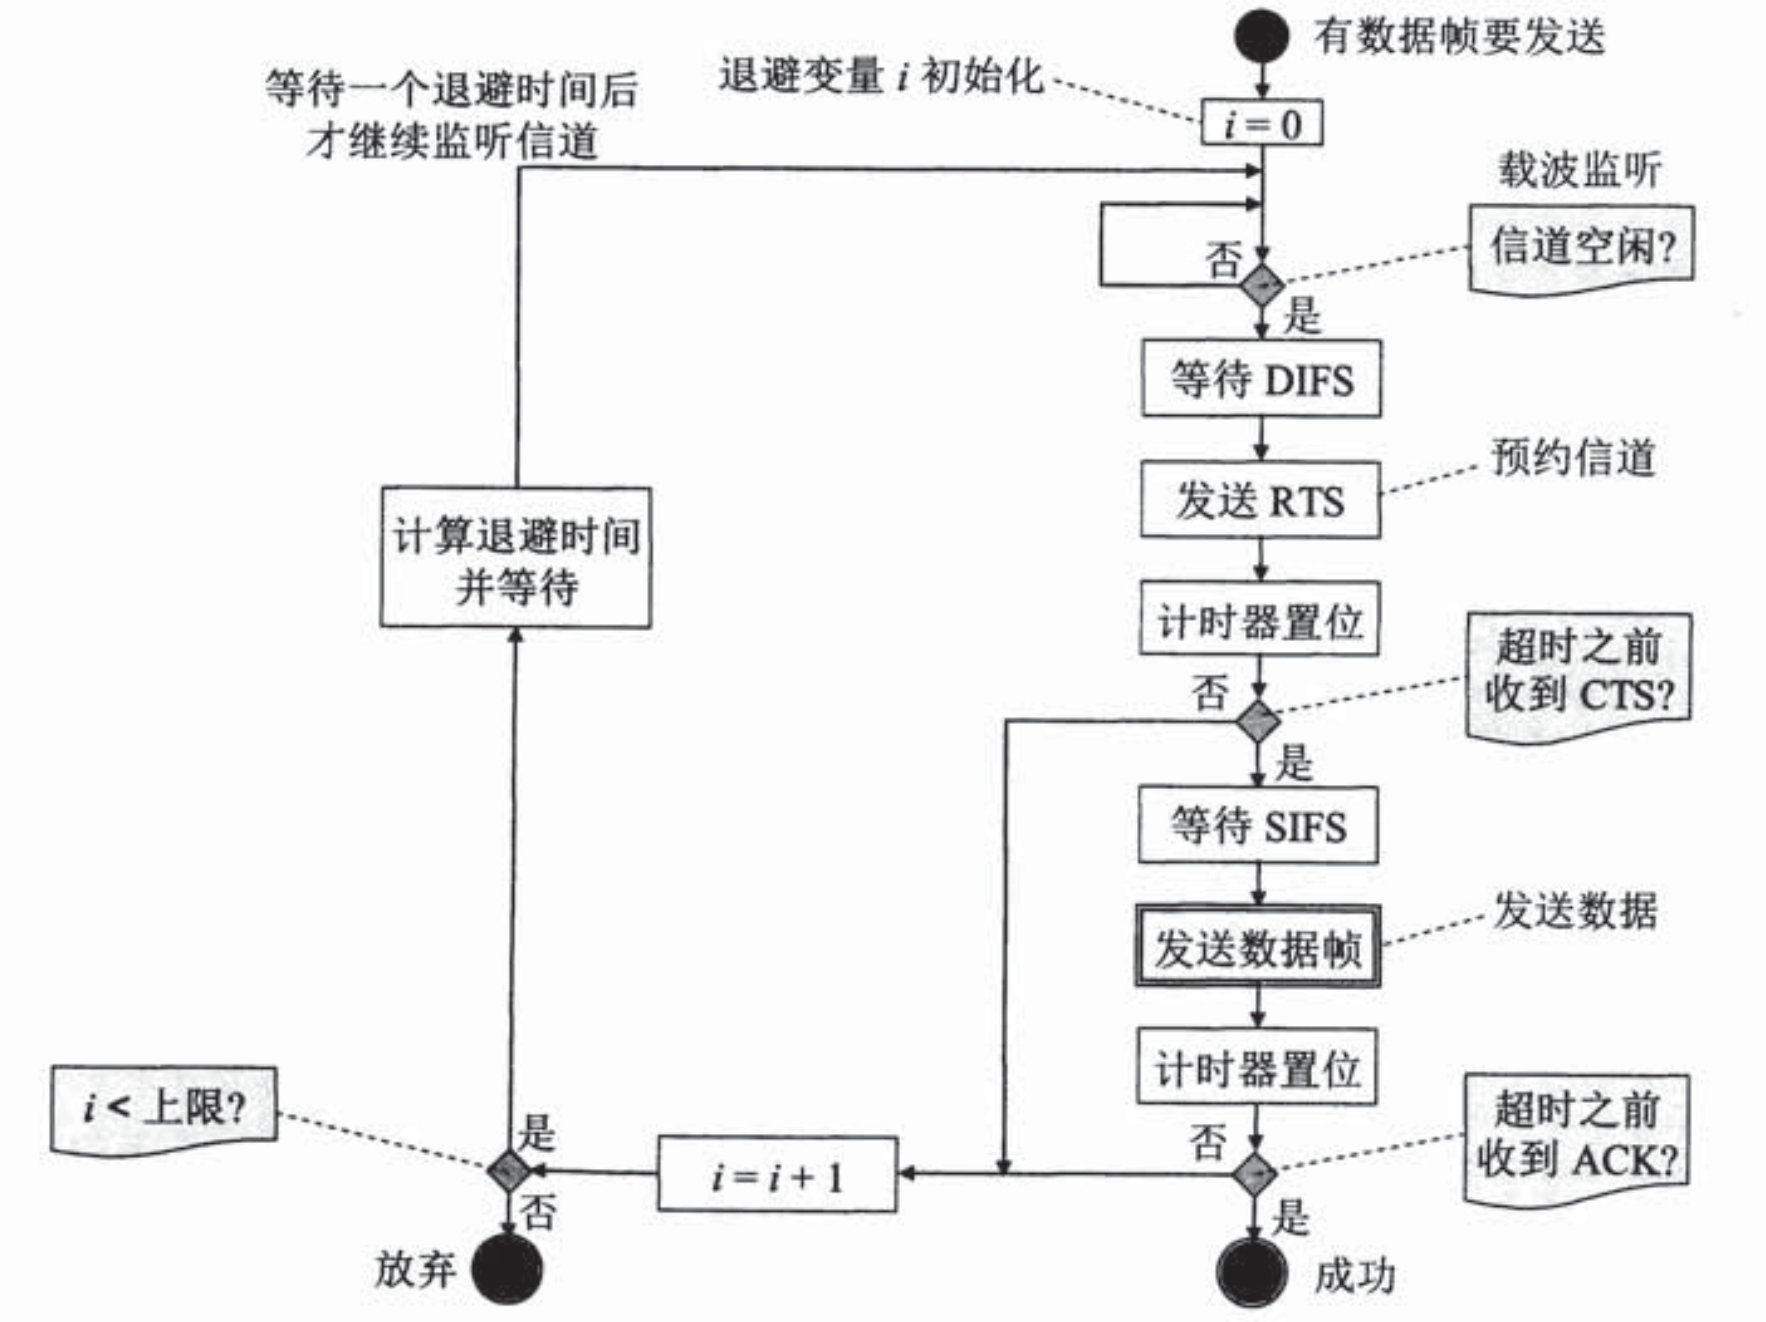 有数据帧要发送
退避变量 i 初始化
i = 0
等待一个退避时间后
才继续监听信道
载波监听
信道空闲?
否
是
等待 DIFS
预约信道
发送 RTS
计算退避时间
并等待
计时器置位
超时之前
收到 CTS?
否
是
等待 SIFS
发送数据
发送数据帧
计时器置位
i < 上限?
超时之前
收到 ACK?
是
否
i = i + 1
否
是
放弃
成功